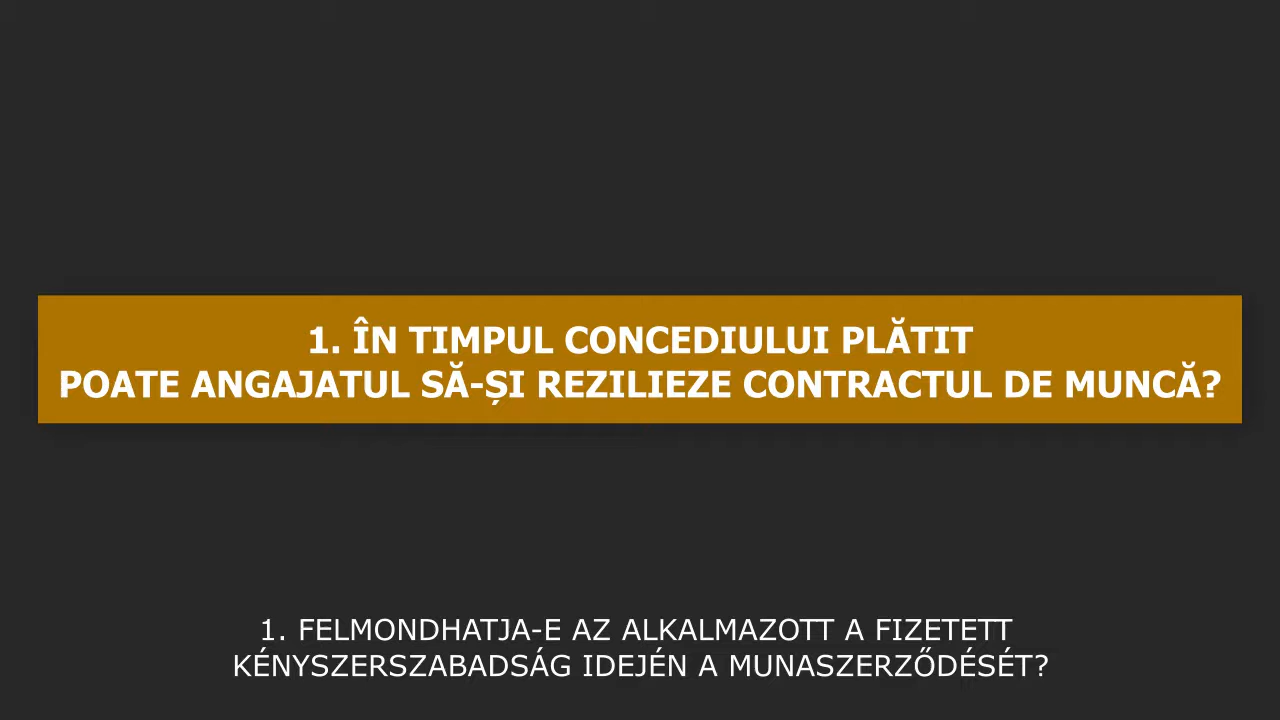 1. ÎN TIMPUL CONCEDIULUI PLĂTIT
POATE ANGAJATUL SĂ-ȘI REZILIEZE CONTRACTUL DE MUNCĂ?
1. FELMONDHATJA-E AZ ALKALMAZOTT A FIZETETT
KÉNYSZERSZABADSÁG IDEJÉN A MUNASZERZŐDÉSÉT?